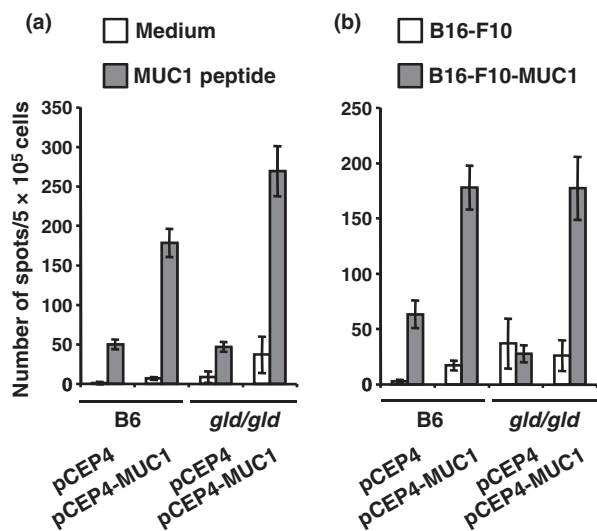 (a)
Medium
MUC1 peptide
Number of spots/5 × 10⁵ cells
350
300
250
200
150
100
50
0
B6
gld/gld
pCEP4
pCEP4-MUC1
pCEP4
pCEP4-MUC1
(b)
B16-F10
B16-F10-MUC1
250
200
150
100
50
0
B6
gld/gld
pCEP4
pCEP4-MUC1
pCEP4
pCEP4-MUC1